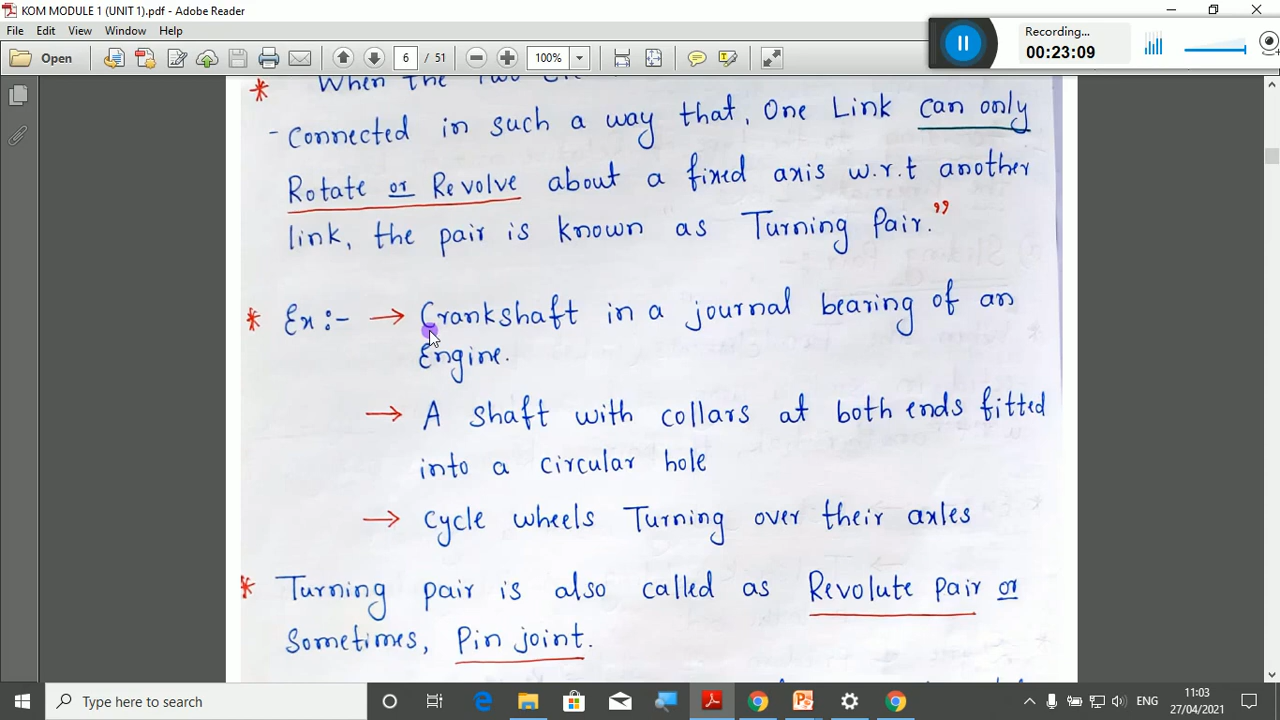 KOM MODULE 1 (UNIT 1).pdf - Adobe Reader
File Edit View Window Help
Recording...
00:23:09
Open 6 / 51 100%
* When the Two
- Connected in such a way that, One Link can only
Rotate or Revolve about a fixed axis w.r.t another
link, the pair is known as Turning Pair."
* Ex :- → Crankshaft in a journal bearing of an
Engine.
→ A shaft with collars at both ends fitted
into a circular hole
→ Cycle wheels Turning over their axles
* Turning pair is also called as Revolute pair or
Sometimes, Pin joint.
Type here to search
ENG
11:03
27/04/2021